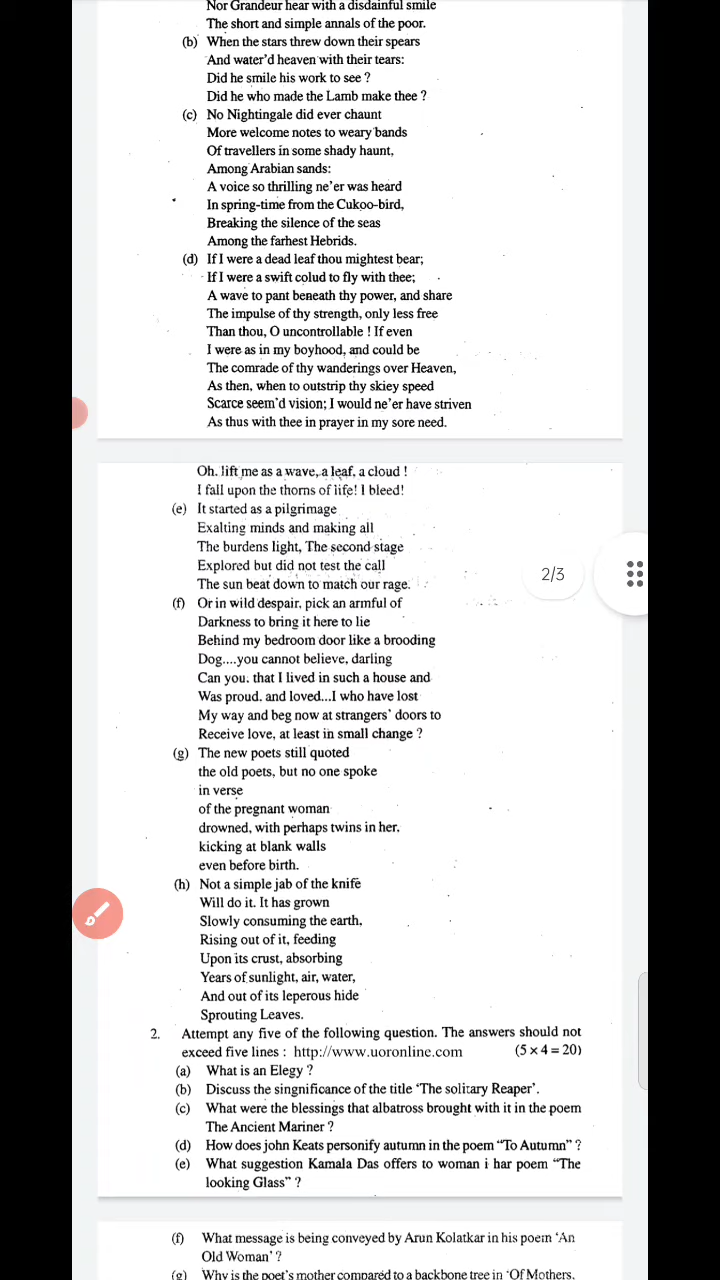 Nor Grandeur hear with a disdainful smile
The short and simple annals of the poor.
(b) When the stars threw down their spears
And water'd heaven with their tears:
Did he smile his work to see ?
Did he who made the Lamb make thee ?
(c) No Nightingale did ever chaunt
More welcome notes to weary bands
Of travellers in some shady haunt,
Among Arabian sands:
A voice so thrilling ne'er was heard
In spring-time from the Cukoo-bird,
Breaking the silence of the seas
Among the farhest Hebrids.
(d) If I were a dead leaf thou mightest bear;
If I were a swift colud to fly with thee;
A wave to pant beneath thy power, and share
The impulse of thy strength, only less free
Than thou, O uncontrollable ! If even
I were as in my boyhood, and could be
The comrade of thy wanderings over Heaven,
As then, when to outstrip thy skiey speed
Scarce seem'd vision; I would ne'er have striven
As thus with thee in prayer in my sore need.
Oh. lift me as a wave, a leaf, a cloud !
I fall upon the thorns of life! I bleed!
(e) It started as a pilgrimage
Exalting minds and making all
The burdens light, The second stage
Explored but did not test the call
The sun beat down to match our rage.
2/3
(f) Or in wild despair, pick an armful of
Darkness to bring it here to lie
Behind my bedroom door like a brooding
Dog....you cannot believe, darling
Can you. that I lived in such a house and
Was proud. and loved...I who have lost
My way and beg now at strangers' doors to
Receive love, at least in small change ?
(g) The new poets still quoted
the old poets, but no one spoke
in verse
of the pregnant woman
drowned, with perhaps twins in her.
kicking at blank walls
even before birth.
(h) Not a simple jab of the knife
Will do it. It has grown
Slowly consuming the earth.
Rising out of it, feeding
Upon its crust, absorbing
Years of sunlight, air, water,
And out of its leperous hide
Sprouting Leaves.
2. Attempt any five of the following question. The answers should not
exceed five lines : http://www.uoronline.com (5 × 4 = 20)
(a) What is an Elegy ?
(b) Discuss the singnificance of the title 'The solitary Reaper'.
(c) What were the blessings that albatross brought with it in the poem
The Ancient Mariner ?
(d) How does john Keats personify autumn in the poem "To Autumn" ?
(e) What suggestion Kamala Das offers to woman i har poem "The
looking Glass" ?
(f) What message is being conveyed by Arun Kolatkar in his poem 'An
Old Woman' ?
(g) Why is the poet's mother compared to a backbone tree in 'Of Mothers,